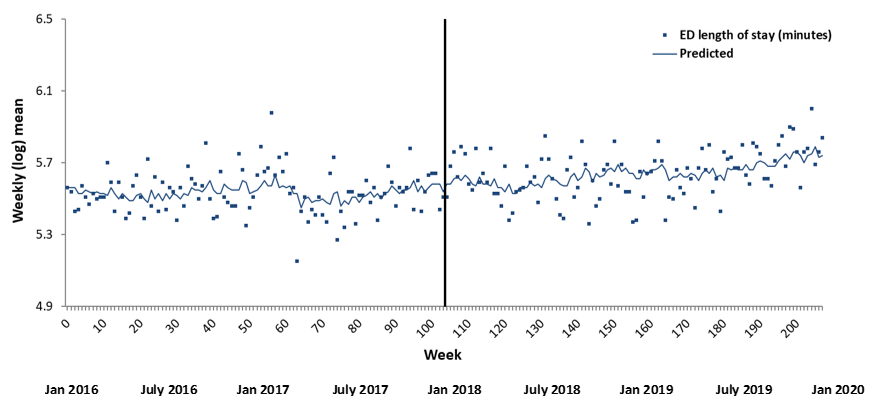 6.5
6.1
5.7
5.3
4.9
Weekly (log) mean
ED length of stay (minutes)
Predicted
0 10 20 30 40 50 60 70 80 90 100 110 120 130 140 150 160 170 180 190 200
Week
Jan 2016 July 2016 Jan 2017 July 2017 Jan 2018 July 2018 Jan 2019 July 2019 Jan 2020